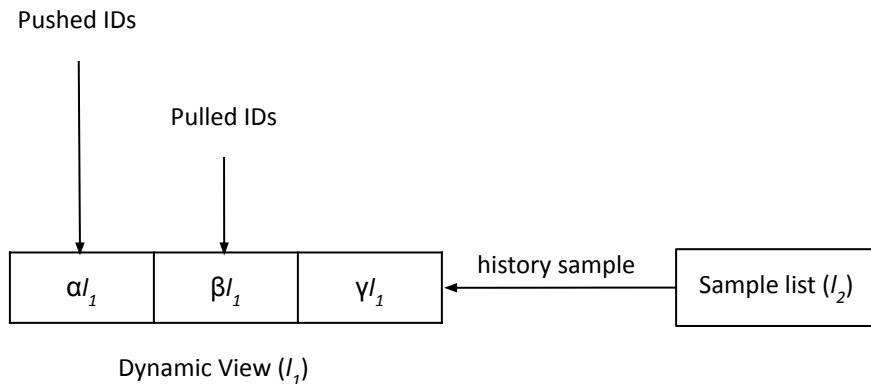 Pushed IDs
Pulled IDs
αl₁
βl₁
γl₁
history sample
Sample list (l₂)
Dynamic View (l₁)